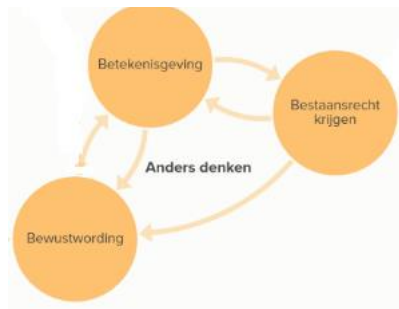 Betekenisgeving
Bestaansrecht
krijgen
Anders denken
Bewustwording